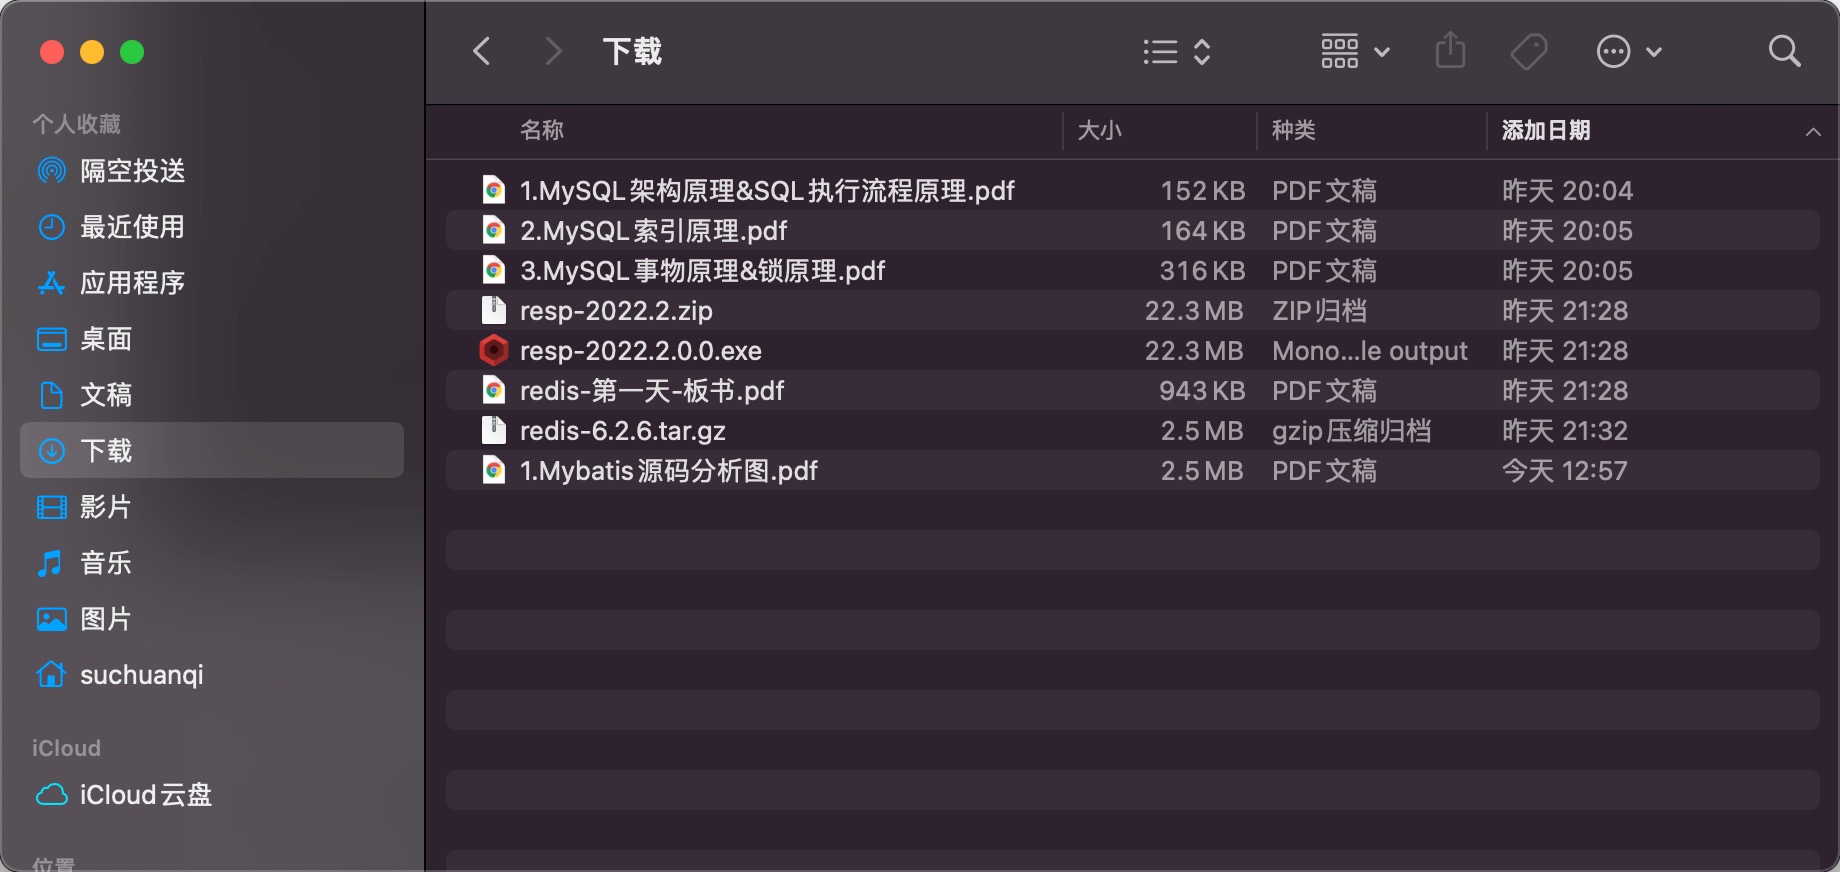 下载
个人收藏
隔空投送
最近使用
应用程序
桌面
文稿
下载
影片
音乐
图片
suchuanqi
iCloud
iCloud云盘
位置
名称 大小 种类 添加日期
1.MySQL架构原理&SQL执行流程原理.pdf 152 KB PDF文稿 昨天 20:04
2.MySQL索引原理.pdf 164 KB PDF文稿 昨天 20:05
3.MySQL事物原理&锁原理.pdf 316 KB PDF文稿 昨天 20:05
resp-2022.2.zip 22.3 MB ZIP归档 昨天 21:28
resp-2022.2.0.0.exe 22.3 MB Mono...le output 昨天 21:28
redis-第一天-板书.pdf 943 KB PDF文稿 昨天 21:28
redis-6.2.6.tar.gz 2.5 MB gzip压缩归档 昨天 21:32
1.Mybatis源码分析图.pdf 2.5 MB PDF文稿 今天 12:57